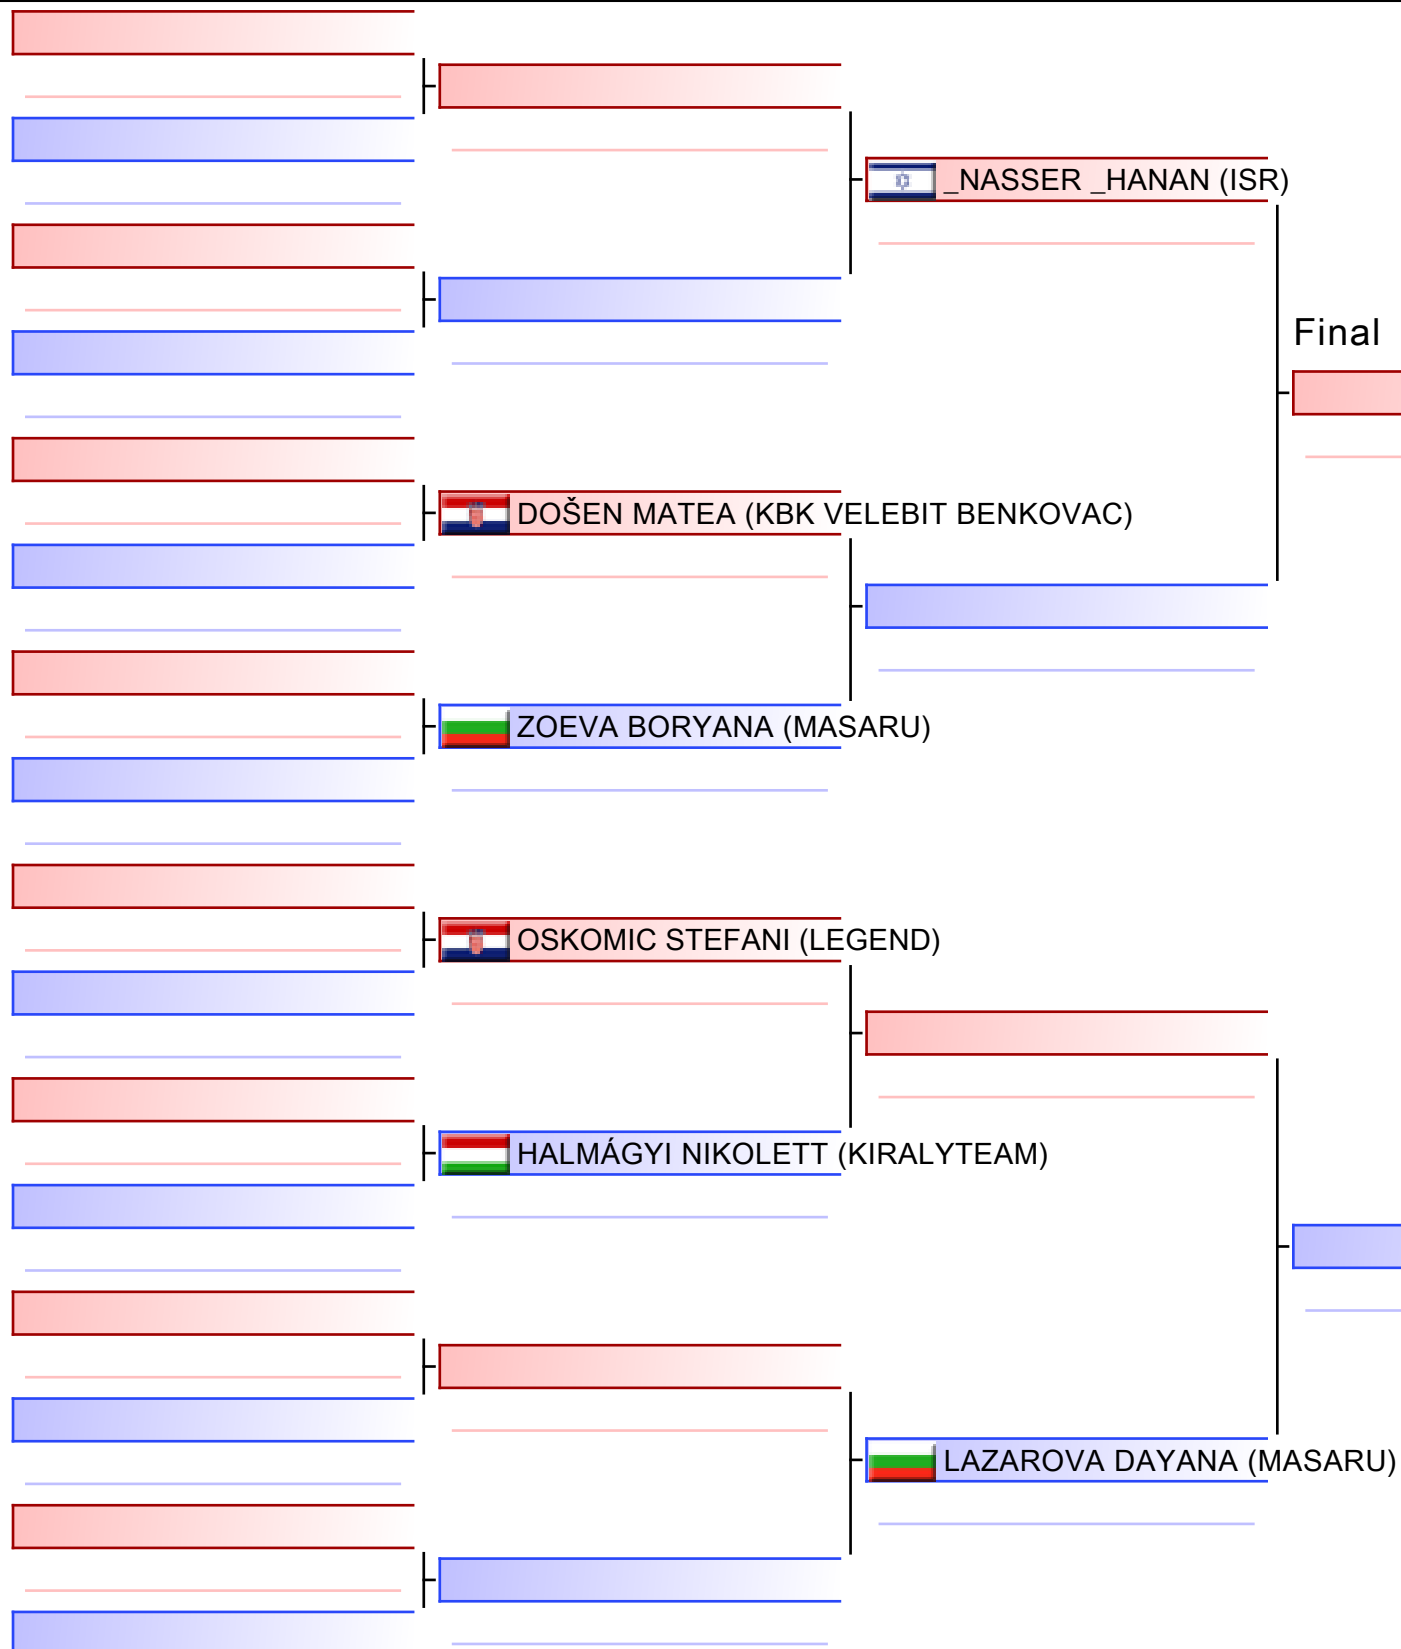 _NASSER _HANAN (ISR)
Final
DOŠEN MATEA (KBK VELEBIT BENKOVAC)
ZOEVA BORYANA (MASARU)
OSKOMIC STEFANI (LEGEND)
HALMÁGYI NIKOLETT (KIRALYTEAM)
LAZAROVA DAYANA (MASARU)